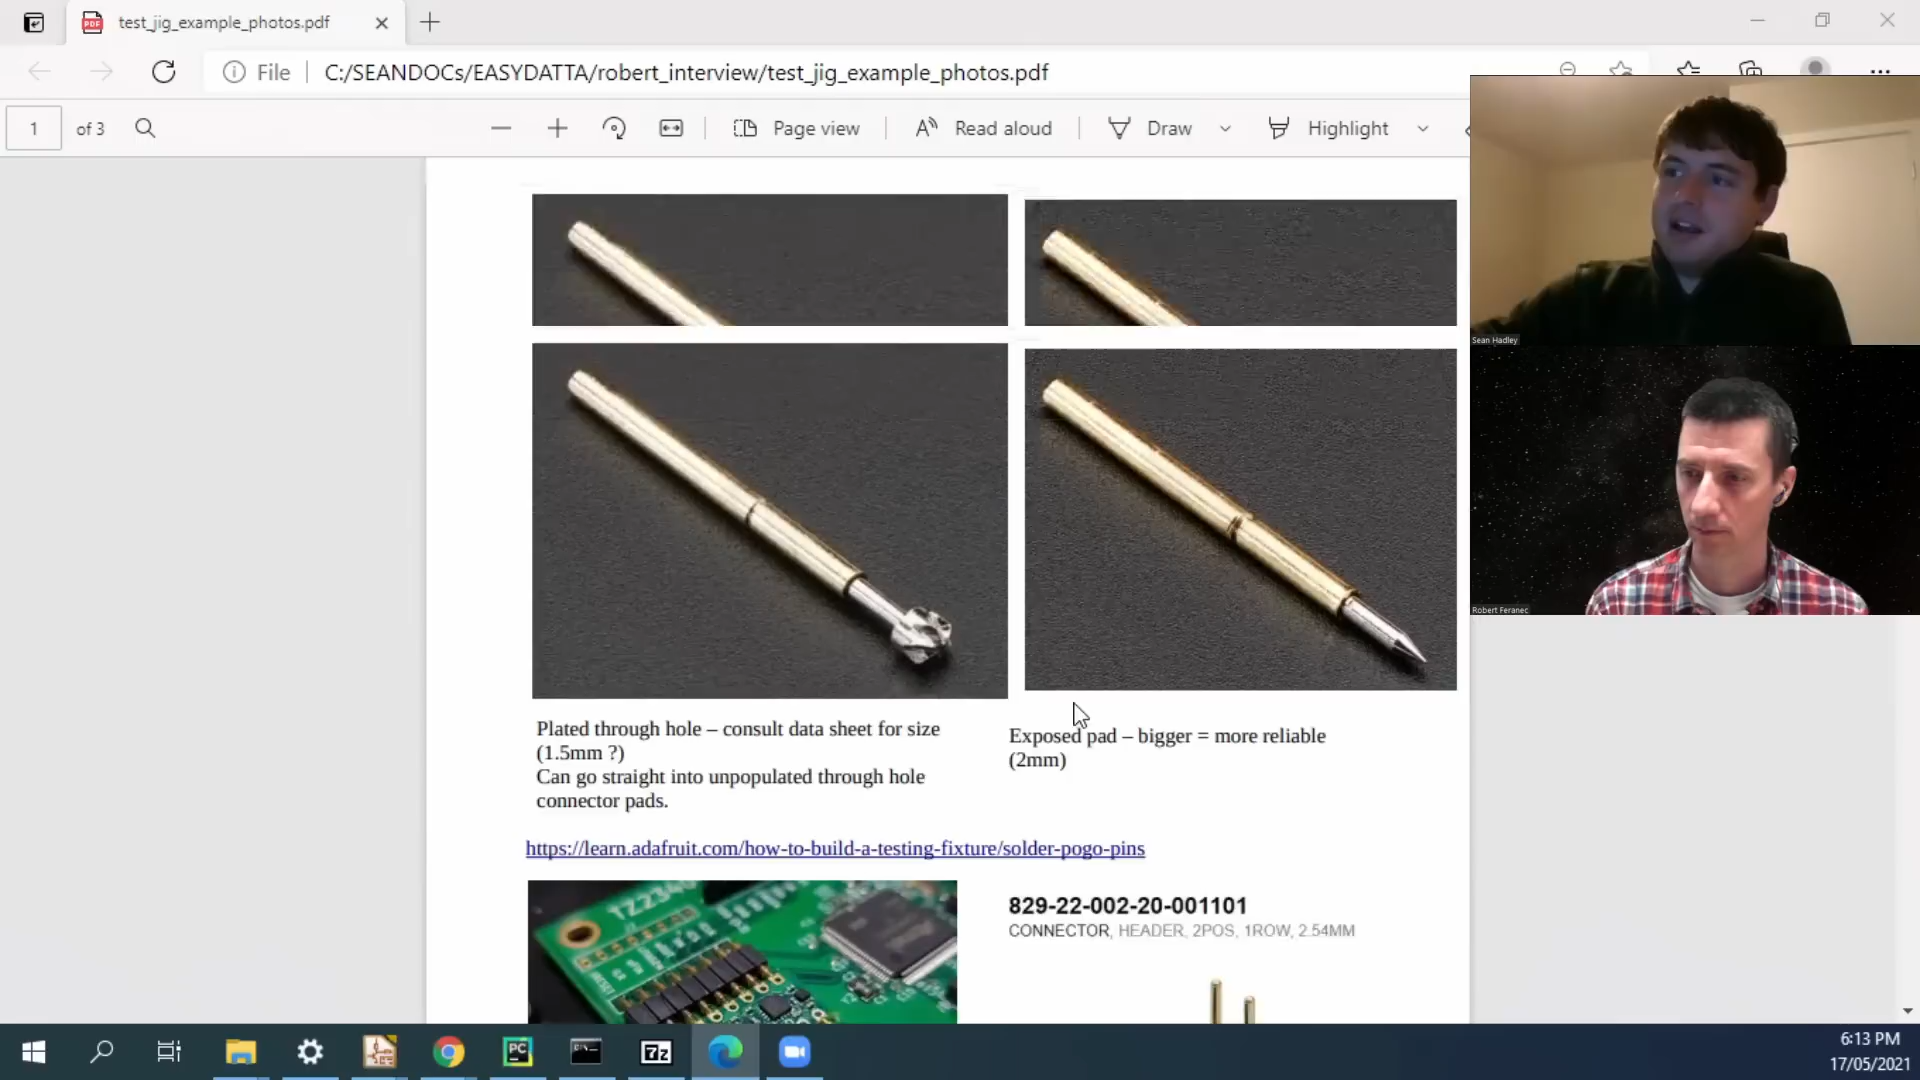 test_jig_example_photos.pdf
File
C:/SEANDOCs/EASYDATTA/robert_interview/test_jig_example_photos.pdf
1 of 3
Page view
Read aloud
Draw
Highlight
Sean Hadley
Robert Feranec
Plated through hole – consult data sheet for size
(1.5mm ?)
Can go straight into unpopulated through hole
connector pads.
Exposed pad – bigger = more reliable
(2mm)
https://learn.adafruit.com/how-to-build-a-testing-fixture/solder-pogo-pins
829-22-002-20-001101
CONNECTOR, HEADER, 2POS, 1ROW, 2.54MM
PC
7z
6:13 PM
17/05/2021